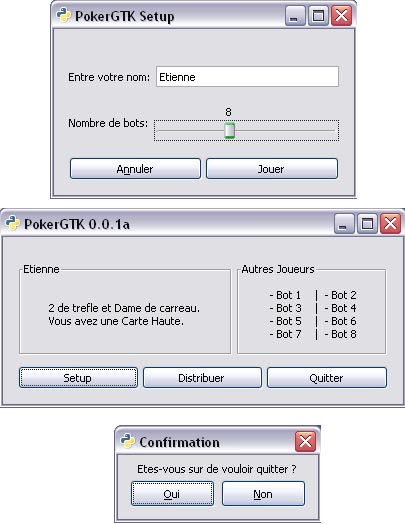 PokerGTK Setup
Entre votre nom: Etienne
8
Nombre de bots:
Annuler Jouer
PokerGTK 0.0.1a
Etienne Autres Joueurs
2 de trefle et Dame de carreau.
Vous avez une Carte Haute.
- Bot 1 | - Bot 2
- Bot 3 | - Bot 4
- Bot 5 | - Bot 6
- Bot 7 | - Bot 8
Setup Distribuer Quitter
Confirmation
Etes-vous sur de vouloir quitter ?
Oui Non